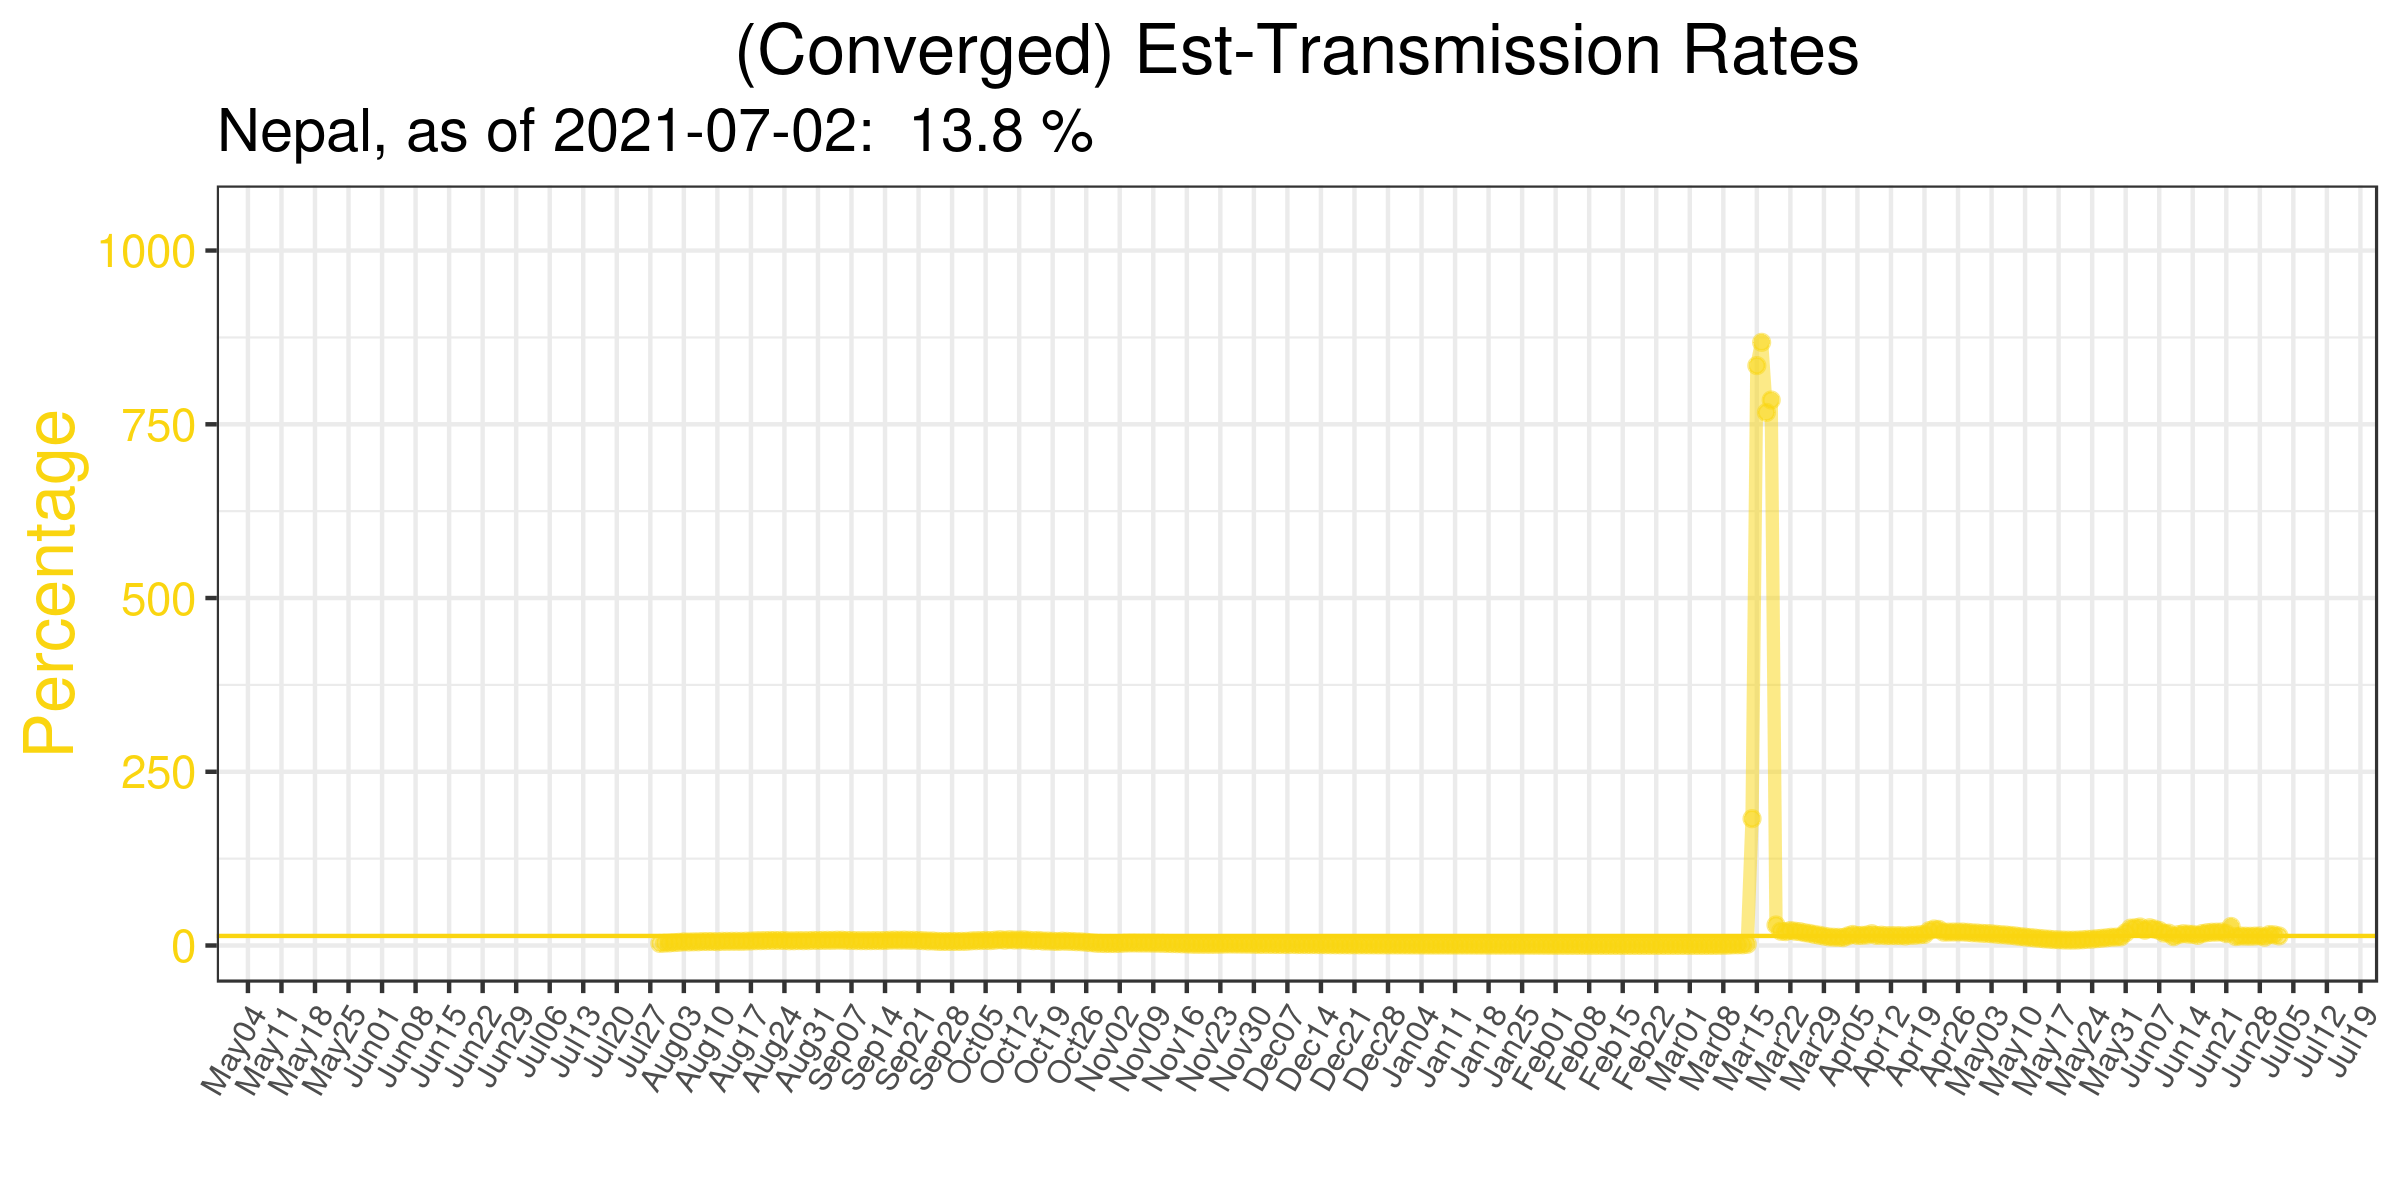 (Converged) Est-Transmission Rates
Nepal, as of 2021-07-02:  13.8 %
Percentage
1000
750
500
250
0
May04 May11 May18 May25 Jun01 Jun08 Jun15 Jun22 Jun29 Jul06 Jul13 Jul20 Jul27 Aug03 Aug10 Aug17 Aug24 Aug31 Sep07 Sep14 Sep21 Sep28 Oct05 Oct12 Oct19 Oct26 Nov02 Nov09 Nov16 Nov23 Nov30 Dec07 Dec14 Dec21 Dec28 Jan04 Jan11 Jan18 Jan25 Feb01 Feb08 Feb15 Feb22 Mar01 Mar08 Mar15 Mar22 Mar29 Apr05 Apr12 Apr19 Apr26 May03 May10 May17 May24 May31 Jun07 Jun14 Jun21 Jun28 Jul05 Jul12 Jul19